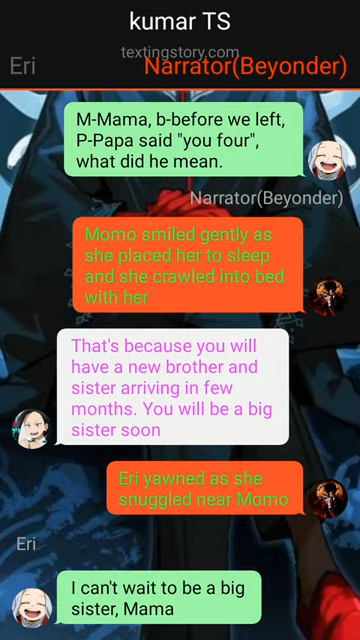 kumar TS
textingstory.com
Eri
Narrator(Beyonder)
M-Mama, b-before we left,
P-Papa said "you four",
what did he mean.
Narrator(Beyonder)
Momo smiled gently as
she placed her to sleep
and she crawled into bed
with her
That's because you will
have a new brother and
sister arriving in few
months. You will be a big
sister soon
Eri yawned as she
snuggled near Momo
Eri
I can't wait to be a big
sister, Mama